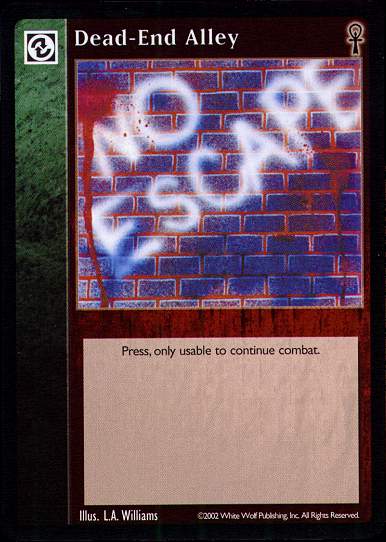 Dead-End Alley
NO
ESCAPE
Press, only usable to continue combat.
Illus. L.A. Williams
©2002 White Wolf Publishing, Inc. All Rights Reserved.